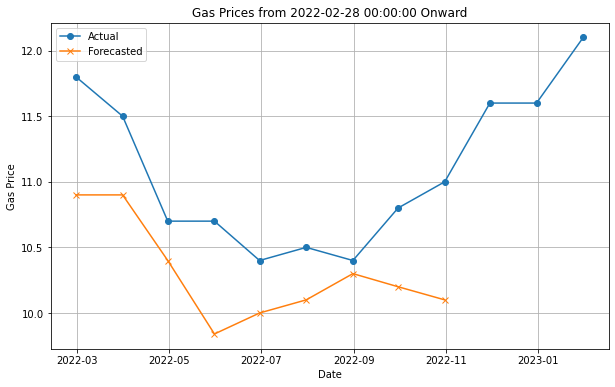 Gas Prices from 2022-02-28 00:00:00 Onward
Actual
Forecasted
12.0
11.5
11.0
10.5
10.0
Gas Price
2022-03
2022-05
2022-07
2022-09
2022-11
2023-01
Date